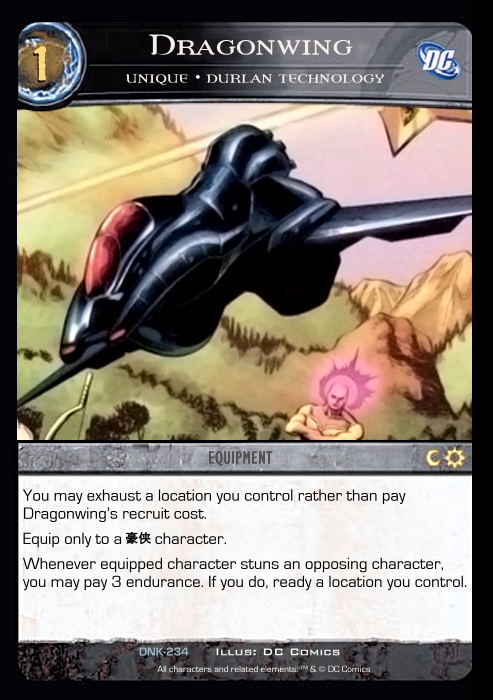 1
DRAGONWING
DC
UNIQUE • DURLAN TECHNOLOGY
EQUIPMENT
You may exhaust a location you control rather than pay
Dragonwing's recruit cost.
Equip only to a 豪侠 character.
Whenever equipped character stuns an opposing character,
you may pay 3 endurance. If you do, ready a location you control.
DNK-234 ILLUS: DC COMICS
All characters and related elements:™ & © DC Comics